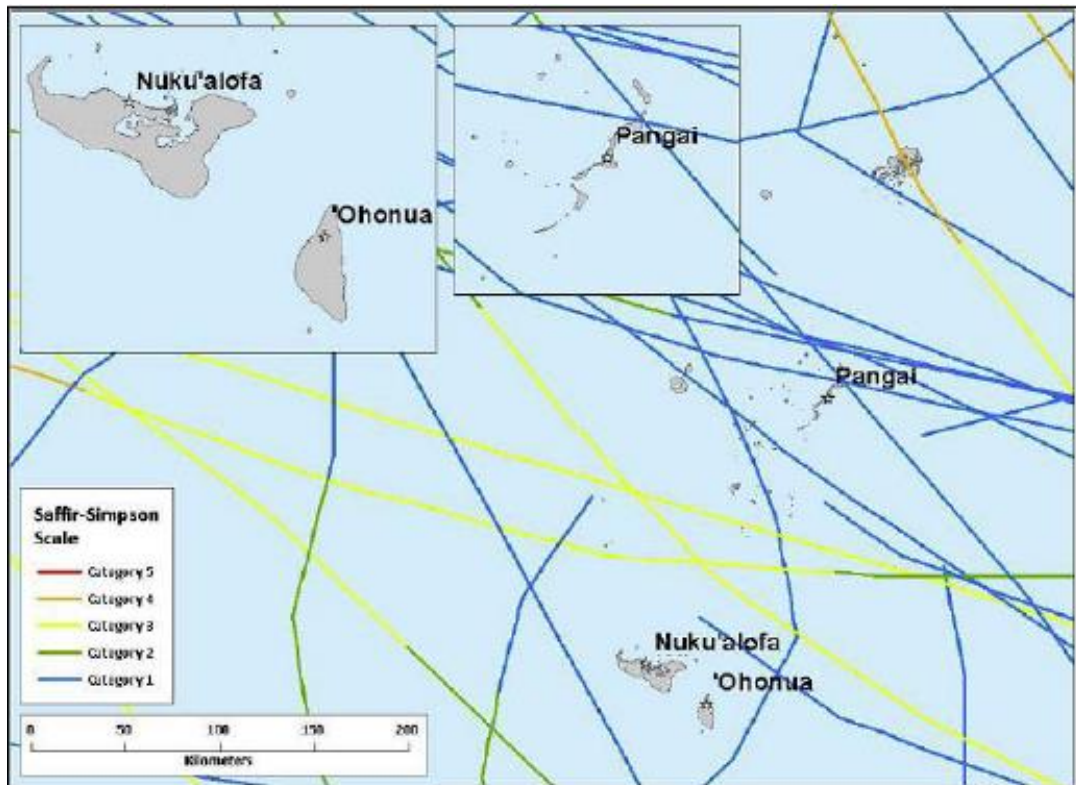 Nuku'alofa
'Ohonua
Pangai
Pangai
Nuku'alofa
'Ohonua
Saffir-Simpson
Scale
Category 5
Category 4
Category 3
Category 2
Category 1
0 50 100 150 200
Kilometers